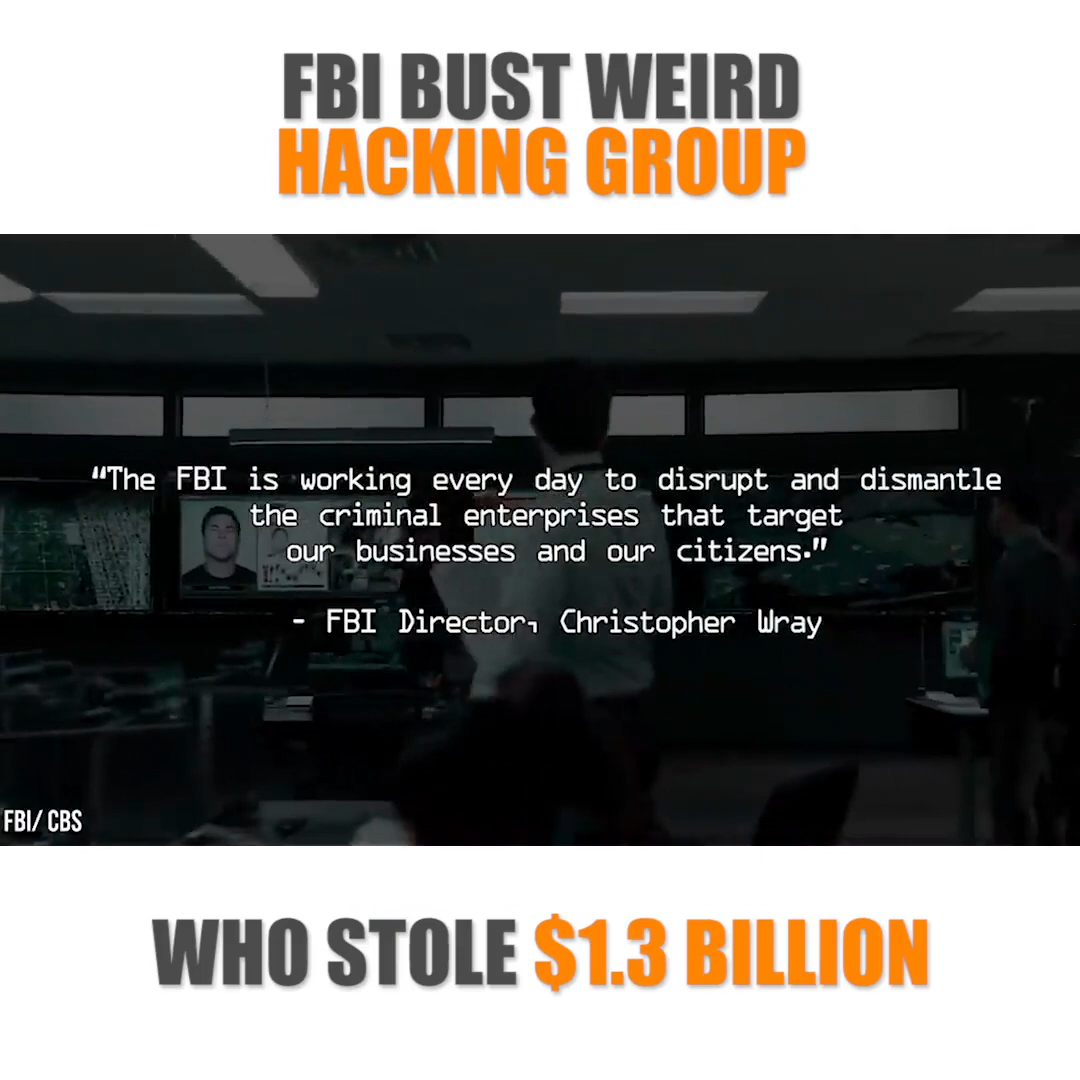 FBI BUST WEIRD
HACKING GROUP
“The FBI is working every day to disrupt and dismantle
the criminal enterprises that target
our businesses and our citizens.”
- FBI Director, Christopher Wray
FBI/ CBS
WHO STOLE $1.3 BILLION